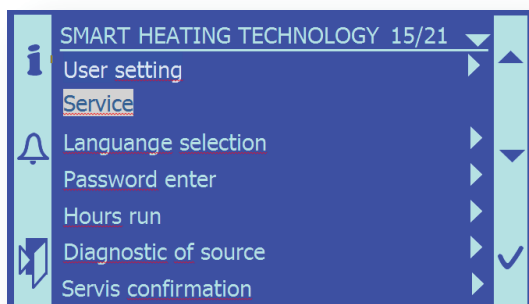 SMART HEATING TECHNOLOGY 15/21
User setting
Service
Languange selection
Password enter
Hours run
Diagnostic of source
Servis confirmation